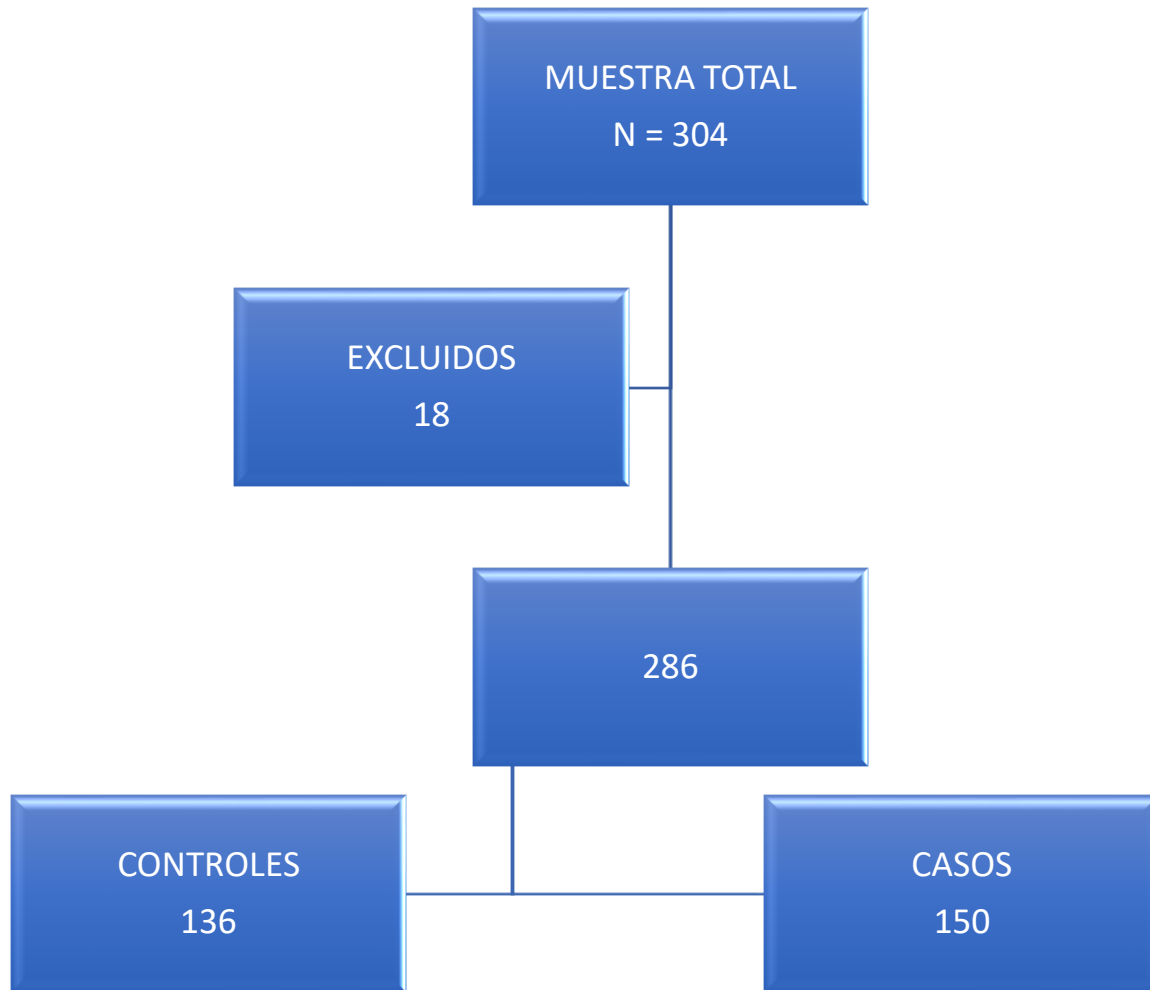 MUESTRA TOTAL
N = 304
EXCLUIDOS
18
286
CONTROLES
136
CASOS
150